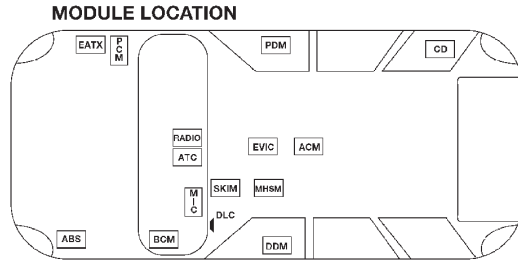 MODULE LOCATION
EATX
PCM
PDM
CD
RADIO
ATC
EVIC
ACM
MIC
SKIM
MHSM
DLC
ABS
BCM
DDM